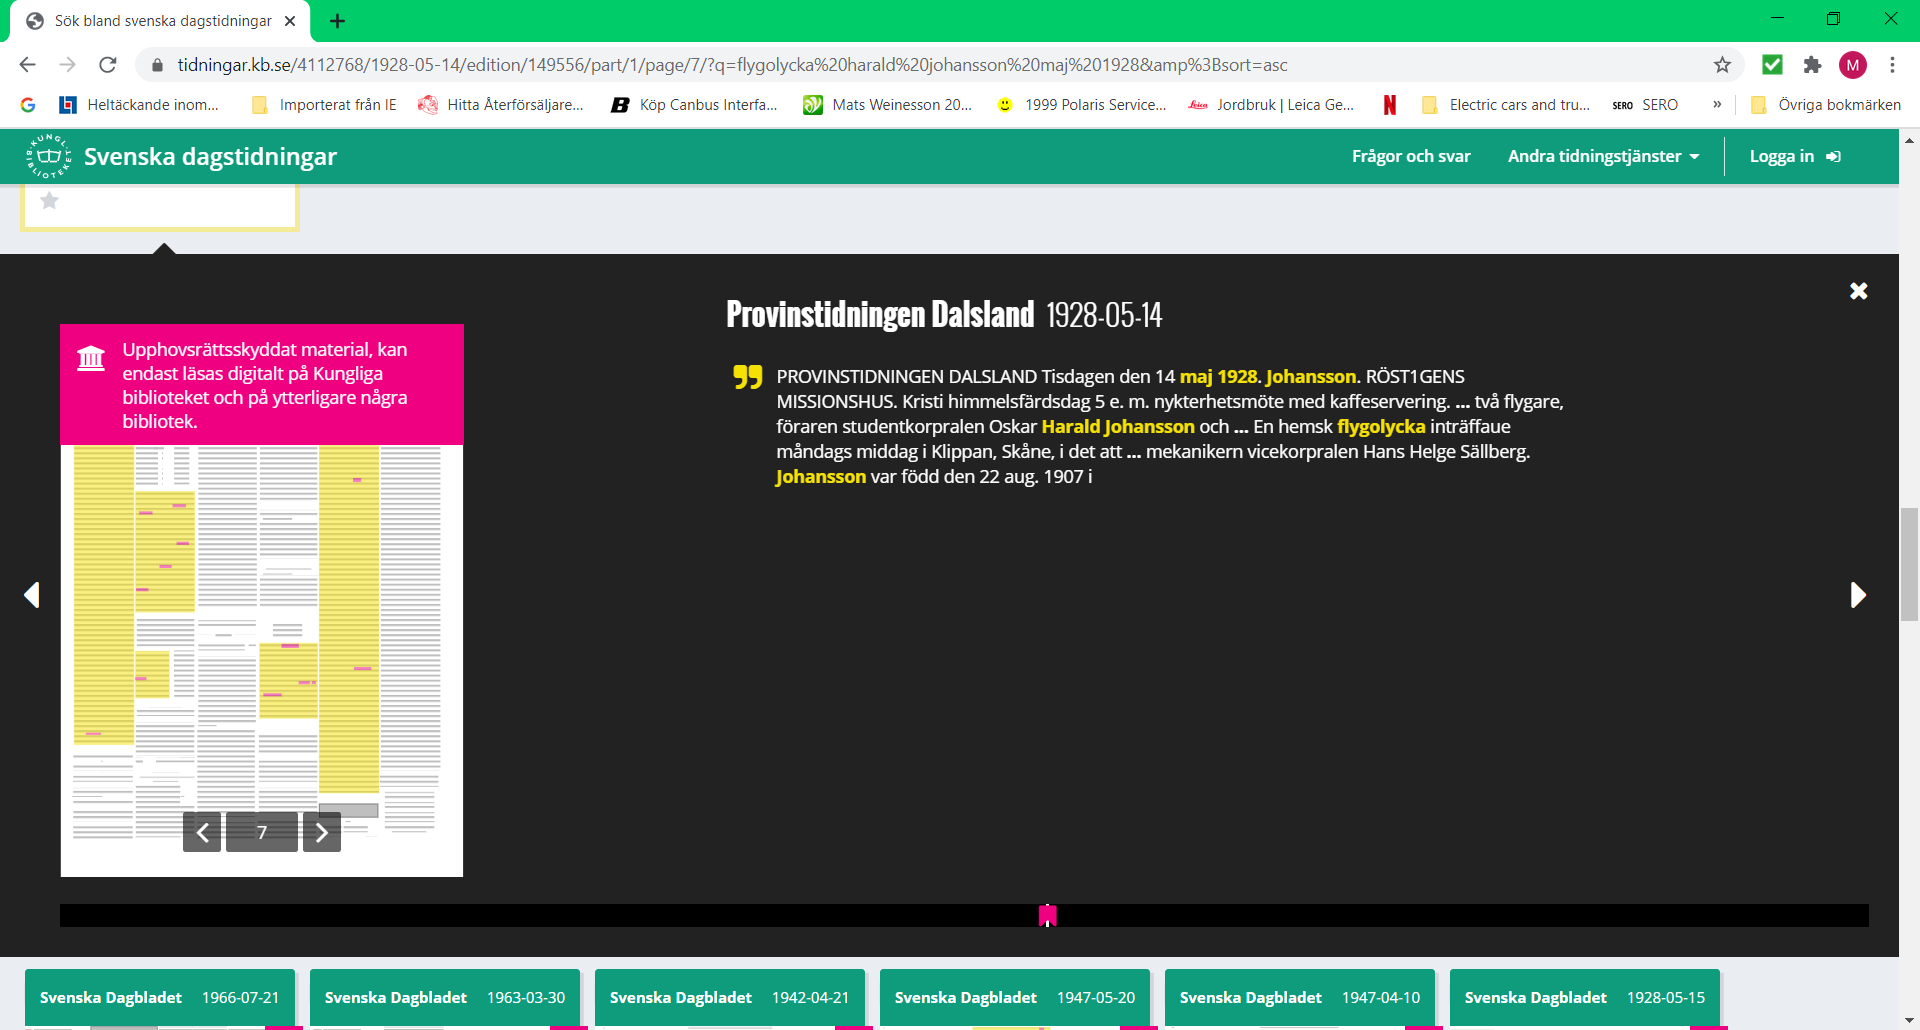 Sök bland svenska dagstidningar
tidningar.kb.se/4112768/1928-05-14/edition/149556/part/1/page/7/?q=flygolycka%20harald%20johansson%20maj%201928&amp%3Bsort=asc
M
Heltäckande inom...
Importerat från IE
Hitta Återförsäljare...
Köp Canbus Interfa...
Mats Weinesson 20...
1999 Polaris Service...
Jordbruk | Leica Ge...
Electric cars and tru...
SERO SERO
»
Övriga bokmärken
KUNGL. BIBLIOTEKET
Svenska dagstidningar
Frågor och svar
Andra tidningstjänster
Logga in
Upphovsrättsskyddat material, kan
endast läsas digitalt på Kungliga
biblioteket och på ytterligare några
bibliotek.
7
Provinstidningen Dalsland 1928-05-14
PROVINSTIDNINGEN DALSLAND Tisdagen den 14 maj 1928. Johansson. RÖST1GENS
MISSIONSHUS. Kristi himmelsfärdsdag 5 e. m. nykterhetsmöte med kaffeservering. ... två flygare,
föraren studentkorpralen Oskar Harald Johansson och ... En hemsk flygolycka inträffaue
måndags middag i Klippan, Skåne, i det att ... mekanikern vicekorpralen Hans Helge Sällberg.
Johansson var född den 22 aug. 1907 i
Svenska Dagbladet 1966-07-21
Svenska Dagbladet 1963-03-30
Svenska Dagbladet 1942-04-21
Svenska Dagbladet 1947-05-20
Svenska Dagbladet 1947-04-10
Svenska Dagbladet 1928-05-15